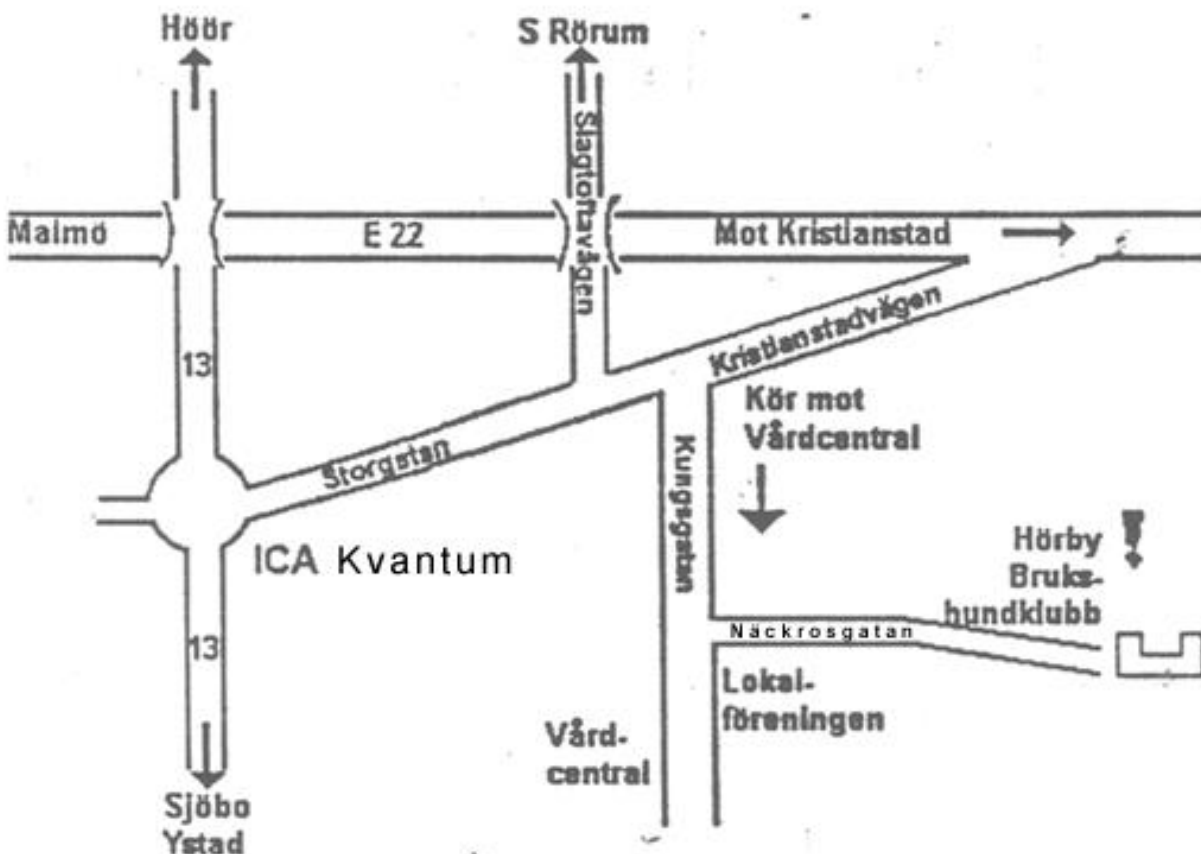 Höör
S Rörum
Slagtoftavägen
Malmö
E 22
Mot Kristianstad
Kristianstadvägen
13
Kör mot
Vårdcentral
Storgatan
Kungsgatan
ICA Kvantum
Hörby
Bruks-
hundklubb
Näckrosgatan
13
Lokal-
föreningen
Vård-
central
Sjöbo
Ystad